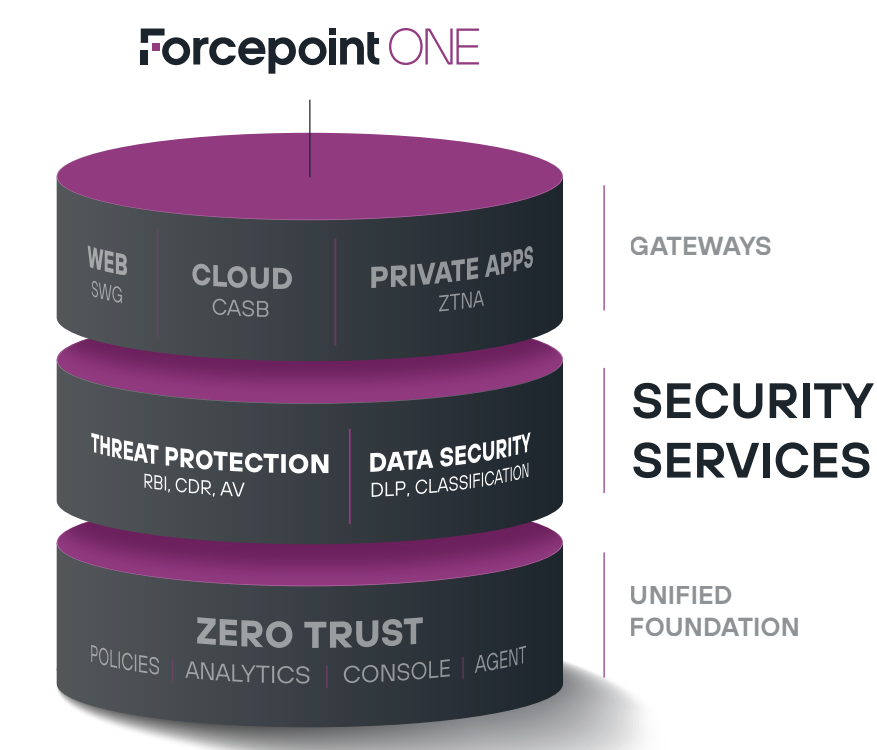 Forcepoint ONE
WEB
SWG
CLOUD
CASB
PRIVATE APPS
ZTNA
GATEWAYS
THREAT PROTECTION
RBI, CDR, AV
DATA SECURITY
DLP, CLASSIFICATION
SECURITY
SERVICES
ZERO TRUST
POLICIES | ANALYTICS | CONSOLE | AGENT
UNIFIED
FOUNDATION